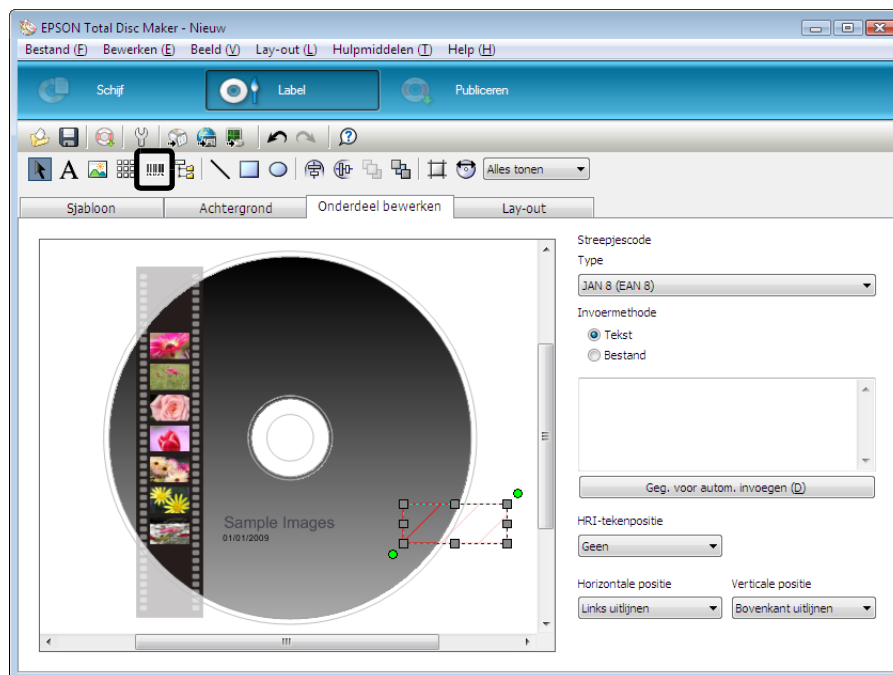 EPSON Total Disc Maker - Nieuw
Bestand (F) Bewerken (E) Beeld (V) Lay-out (L) Hulpmiddelen (T) Help (H)
Schijf Label Publiceren
A Alles tonen
Sjabloon Achtergrond Onderdeel bewerken Lay-out
Streepjescode
Type
JAN 8 (EAN 8)
Invoermethode
Tekst
Bestand
Geg. voor autom. invoegen (D)
HRI-tekenpositie
Geen
Horizontale positie Verticale positie
Links uitlijnen Bovenkant uitlijnen
Sample Images
01/01/2009